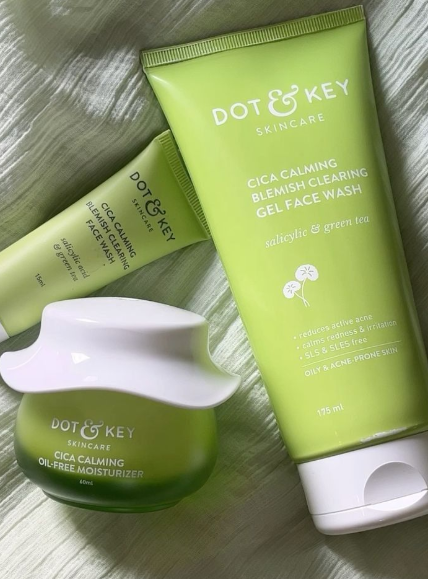 DOT & KEY
SKINCARE
CICA CALMING
BLEMISH CLEARING
GEL FACE WASH
salicylic & green tea
• reduces active acne
• calms redness & irritation
• SLS & SLES free
OILY & ACNE-PRONE SKIN
175 ml
DOT & KEY
SKINCARE
CICA CALMING
BLEMISH CLEARING
FACE WASH
salicylic acid
& green tea
15ml
DOT & KEY
SKINCARE
CICA CALMING
OIL-FREE MOISTURIZER
60ml